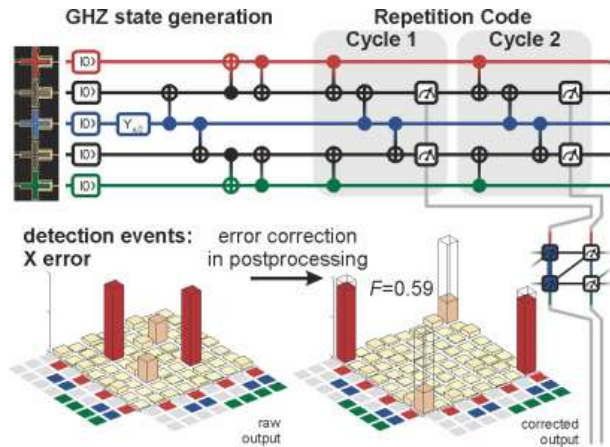 GHZ state generation
Repetition Code
Cycle 1
Cycle 2
|0⟩
|0⟩
|0⟩
Yπ/2
|0⟩
|0⟩
detection events:
X error
error correction
in postprocessing
F=0.59
raw
output
corrected
output